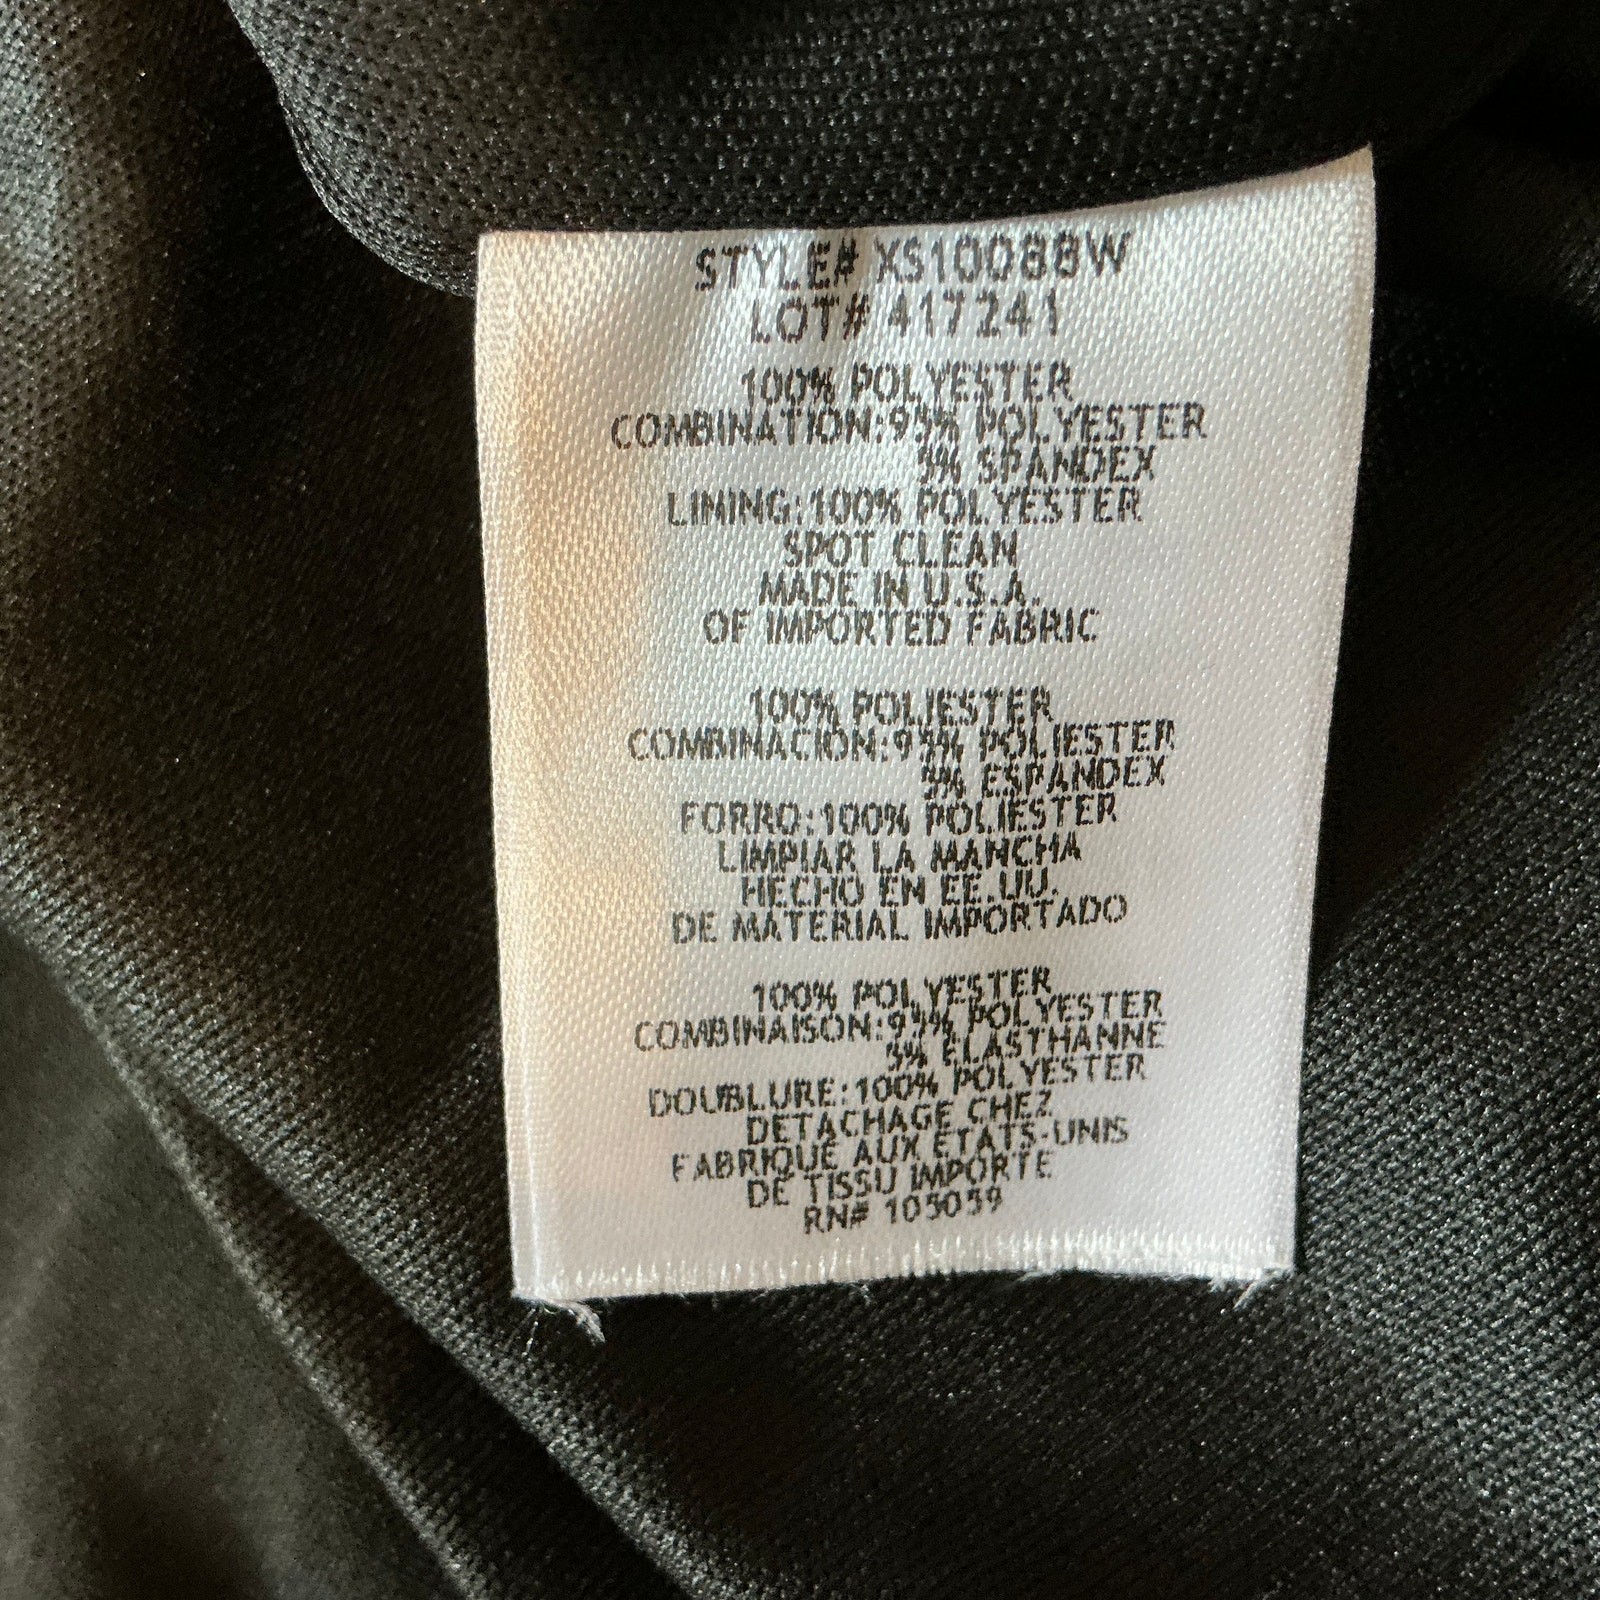 STYLE# XS10088W
LOT# 417241
100% POLYESTER
COMBINATION:95% POLYESTER
5% SPANDEX
LINING:100% POLYESTER
SPOT CLEAN
MADE IN U.S.A.
OF IMPORTED FABRIC
100% POLIESTER
COMBINACION:95% POLIESTER
5% ESPANDEX
FORRO:100% POLIESTER
LIMPIAR LA MANCHA
HECHO EN EE.UU.
DE MATERIAL IMPORTADO
100% POLYESTER
COMBINAISON:95% POLYESTER
5% ELASTHANNE
DOUBLURE:100% POLYESTER
DETACHAGE CHEZ
FABRIQUE AUX ETATS-UNIS
DE TISSU IMPORTE
RN# 105059